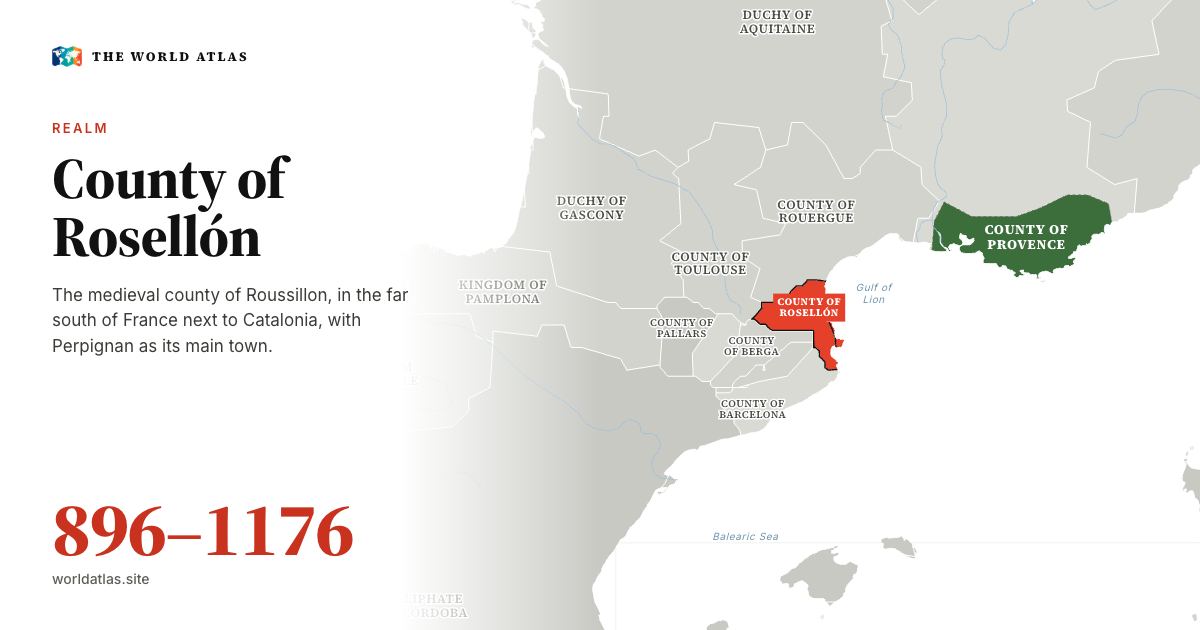 THE WORLD ATLAS
REALM
County of
Rosellón
The medieval county of Roussillon, in the far
south of France next to Catalonia, with
Perpignan as its main town.
896–1176
worldatlas.site
DUCHY OF
AQUITAINE
DUCHY OF
GASCONY
COUNTY OF
ROUERGUE
COUNTY OF
PROVENCE
COUNTY OF
TOULOUSE
KINGDOM OF
PAMPLONA
Gulf of
Lion
COUNTY OF
ROSELLÓN
COUNTY OF
PALLARS
COUNTY
OF BERGA
COUNTY OF
BARCELONA
Balearic Sea